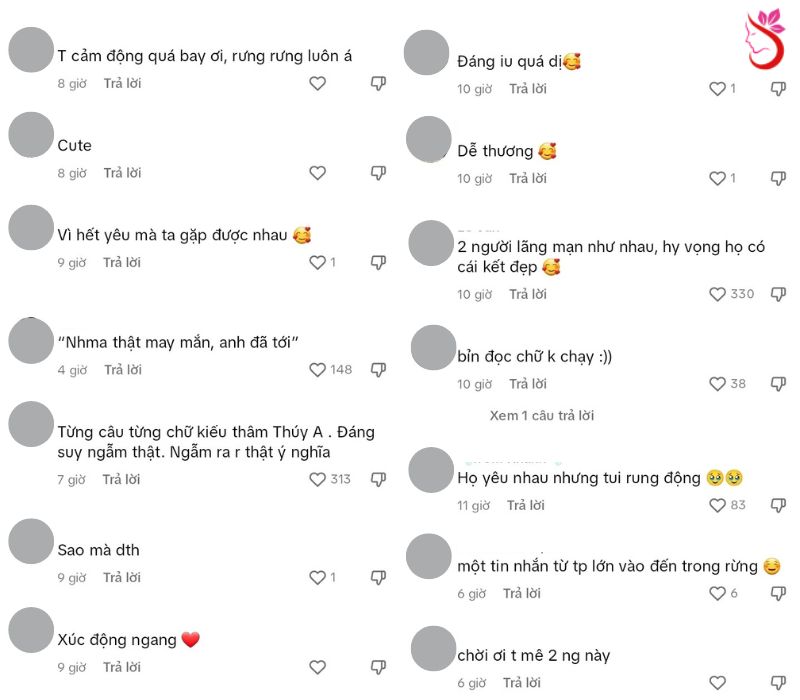 T cảm động quá bay ơi, rưng rưng luôn á
8 giờ Trả lời
Cute
8 giờ Trả lời
Vì hết yêu mà ta gặp được nhau 🥰
9 giờ Trả lời 1
“Nhma thật may mắn, anh đã tới”
4 giờ Trả lời 148
Từng câu từng chữ kiếu thâm Thúy A . Đáng
suy ngẫm thật. Ngẫm ra r thật ý nghĩa
7 giờ Trả lời 313
Sao mà dth
9 giờ Trả lời 1
Xúc động ngang ❤️
9 giờ Trả lời
Đáng iu quá dị🥰
10 giờ Trả lời 1
Dễ thương 🥰
10 giờ Trả lời 1
2 người lãng mạn như nhau, hy vọng họ có
cái kết đẹp 🥰
10 giờ Trả lời 330
bỉn đọc chữ k chạy :))
10 giờ Trả lời 38
Xem 1 câu trả lời
Họ yêu nhau nhưng tui rung động 🥹🥹
11 giờ Trả lời 83
một tin nhắn từ tp lớn vào đến trong rừng ☺️
6 giờ Trả lời 6
chời ơi t mê 2 ng này
6 giờ Trả lời